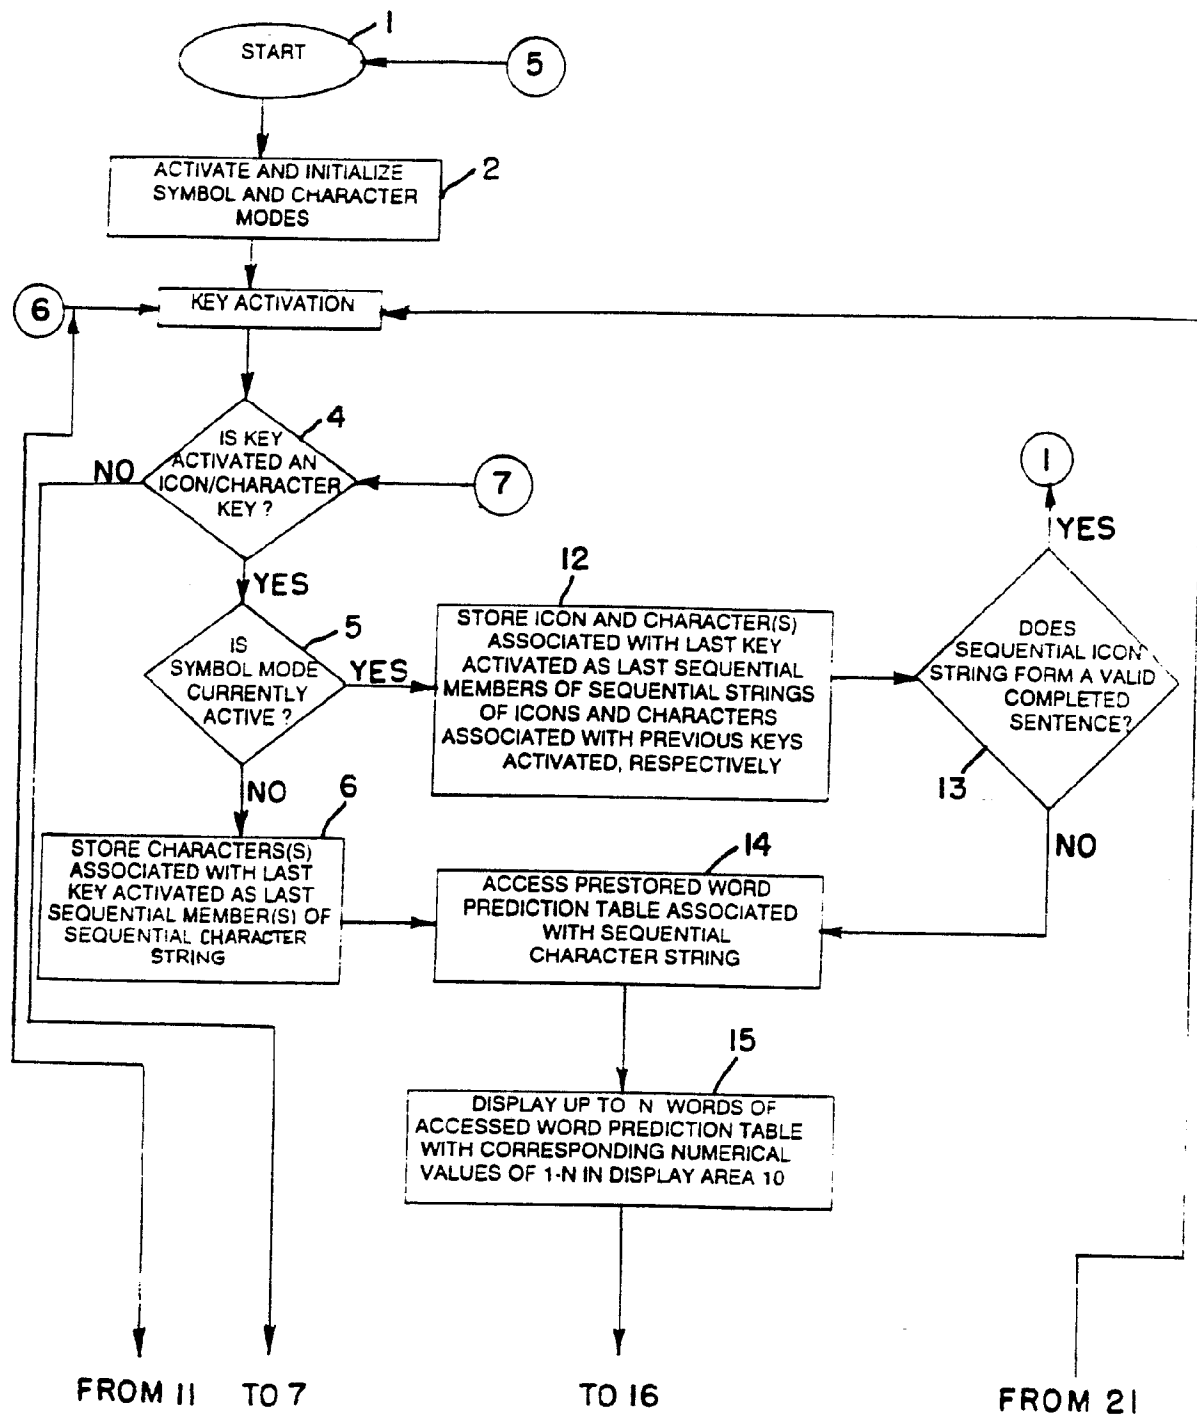 1
START
5
2
ACTIVATE AND INITIALIZE
SYMBOL AND CHARACTER
MODES
6
KEY ACTIVATION
4
IS KEY
ACTIVATED AN
ICON/CHARACTER
KEY ?
NO
7
1
YES
YES
5
IS
SYMBOL MODE
CURRENTLY
ACTIVE ?
YES
12
STORE ICON AND CHARACTER(S)
ASSOCIATED WITH LAST KEY
ACTIVATED AS LAST SEQUENTIAL
MEMBERS OF SEQUENTIAL STRINGS
OF ICONS AND CHARACTERS
ASSOCIATED WITH PREVIOUS KEYS
ACTIVATED, RESPECTIVELY
DOES
SEQUENTIAL ICON
STRING FORM A VALID
COMPLETED
SENTENCE?
13
NO
NO
6
STORE CHARACTERS(S)
ASSOCIATED WITH LAST
KEY ACTIVATED AS LAST
SEQUENTIAL MEMBER(S) OF
SEQUENTIAL CHARACTER
STRING
14
ACCESS PRESTORED WORD
PREDICTION TABLE ASSOCIATED
WITH SEQUENTIAL
CHARACTER STRING
15
DISPLAY UP TO N WORDS OF
ACCESSED WORD PREDICTION TABLE
WITH CORRESPONDING NUMERICAL
VALUES OF 1-N IN DISPLAY AREA 10
FROM 11
TO 7
TO 16
FROM 21